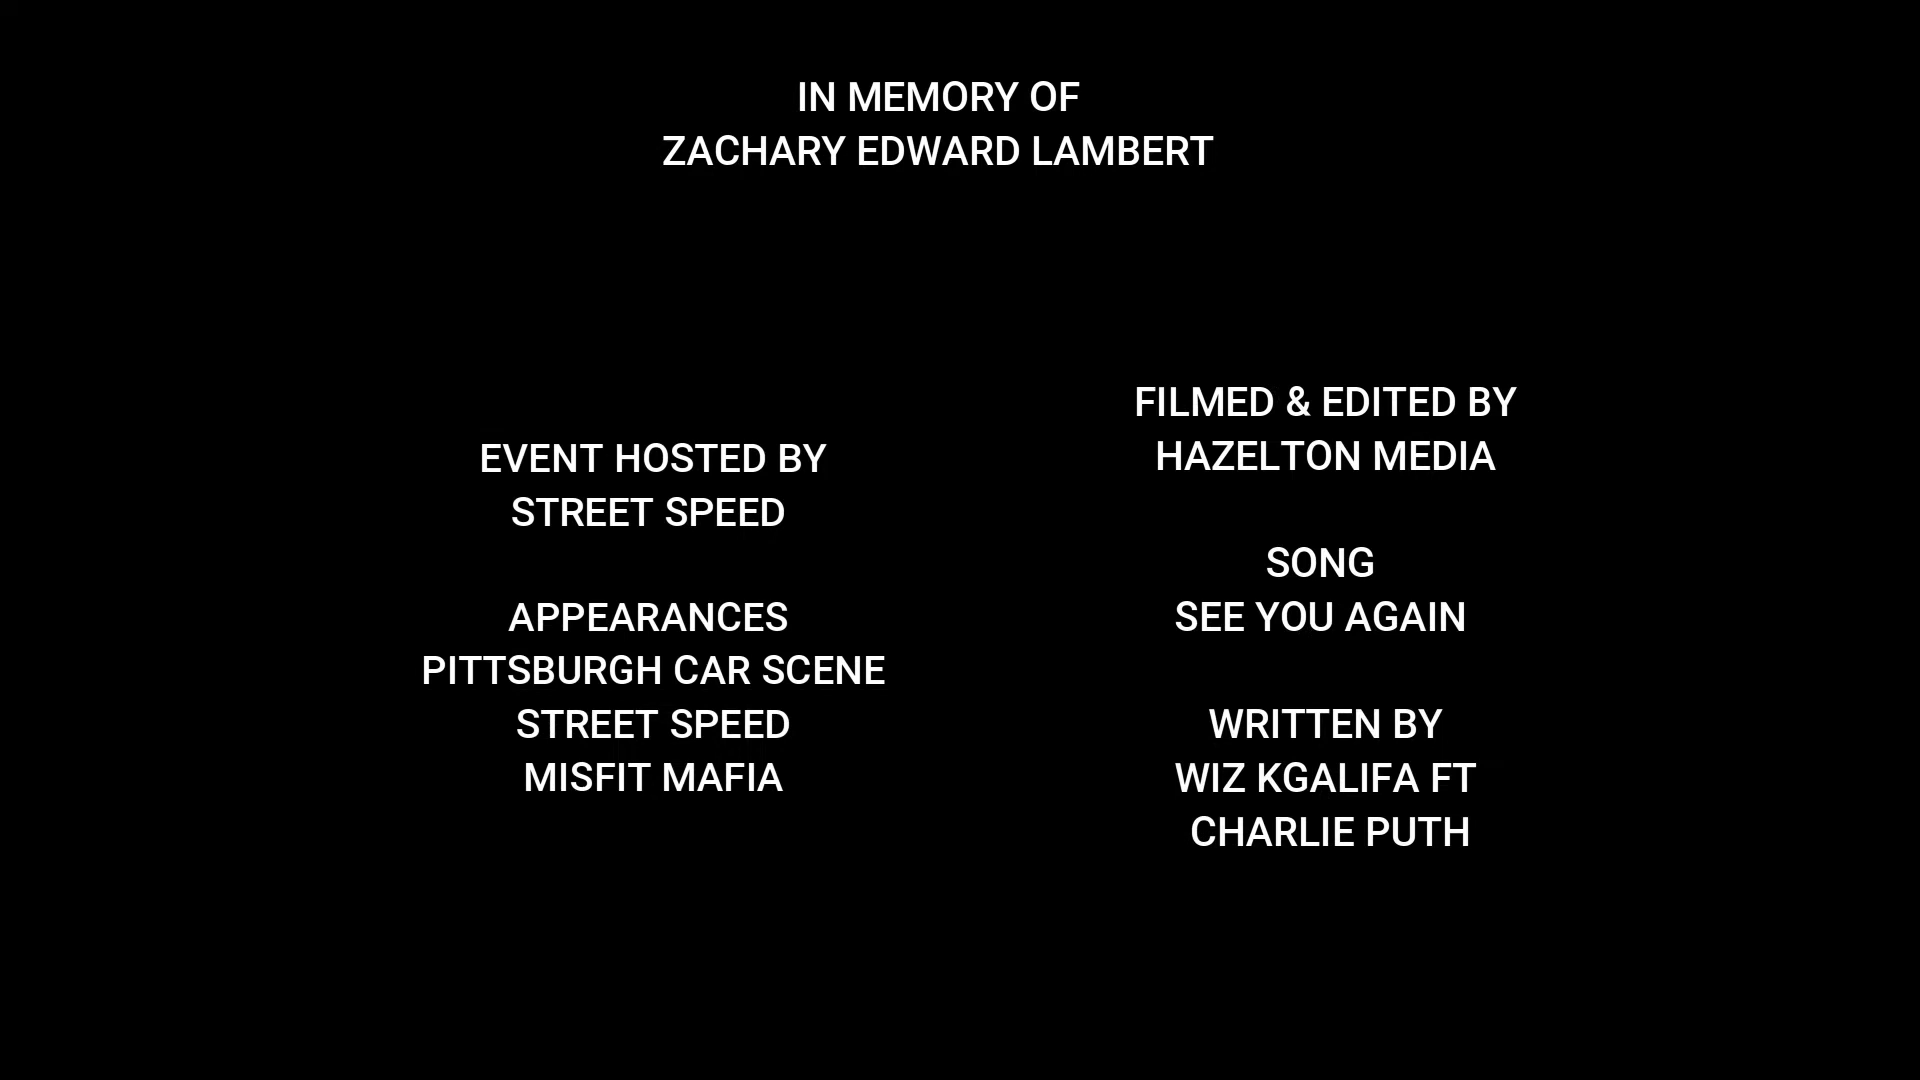 IN MEMORY OF
ZACHARY EDWARD LAMBERT
EVENT HOSTED BY
STREET SPEED
APPEARANCES
PITTSBURGH CAR SCENE
STREET SPEED
MISFIT MAFIA
FILMED & EDITED BY
HAZELTON MEDIA
SONG
SEE YOU AGAIN
WRITTEN BY
WIZ KGALIFA FT
CHARLIE PUTH